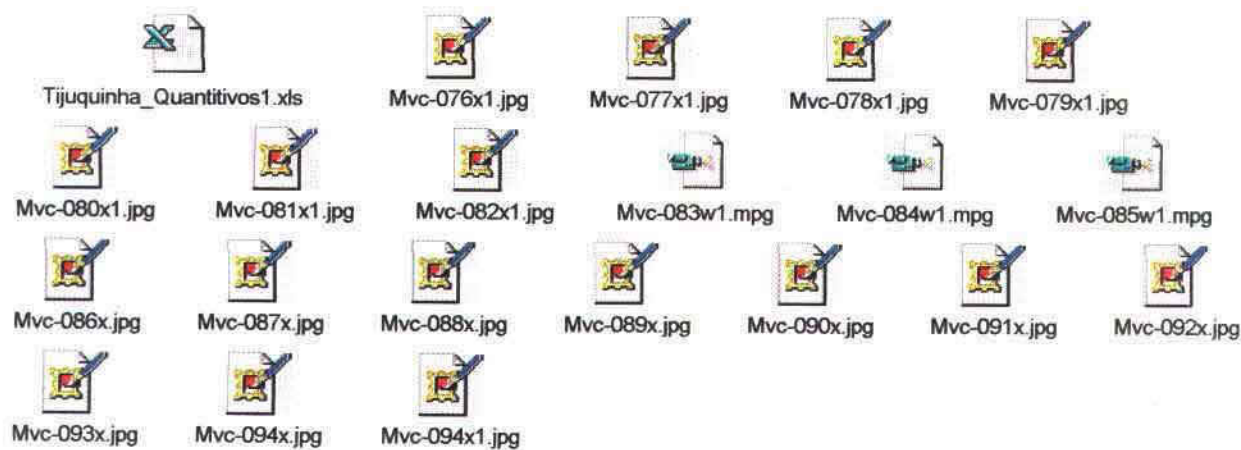 Tijuquinha_Quantitivos1.xls Mvc-076x1.jpg Mvc-077x1.jpg Mvc-078x1.jpg Mvc-079x1.jpg
Mvc-080x1.jpg Mvc-081x1.jpg Mvc-082x1.jpg Mvc-083w1.mpg Mvc-084w1.mpg Mvc-085w1.mpg
Mvc-086x.jpg Mvc-087x.jpg Mvc-088x.jpg Mvc-089x.jpg Mvc-090x.jpg Mvc-091x.jpg Mvc-092x.jpg
Mvc-093x.jpg Mvc-094x.jpg Mvc-094x1.jpg